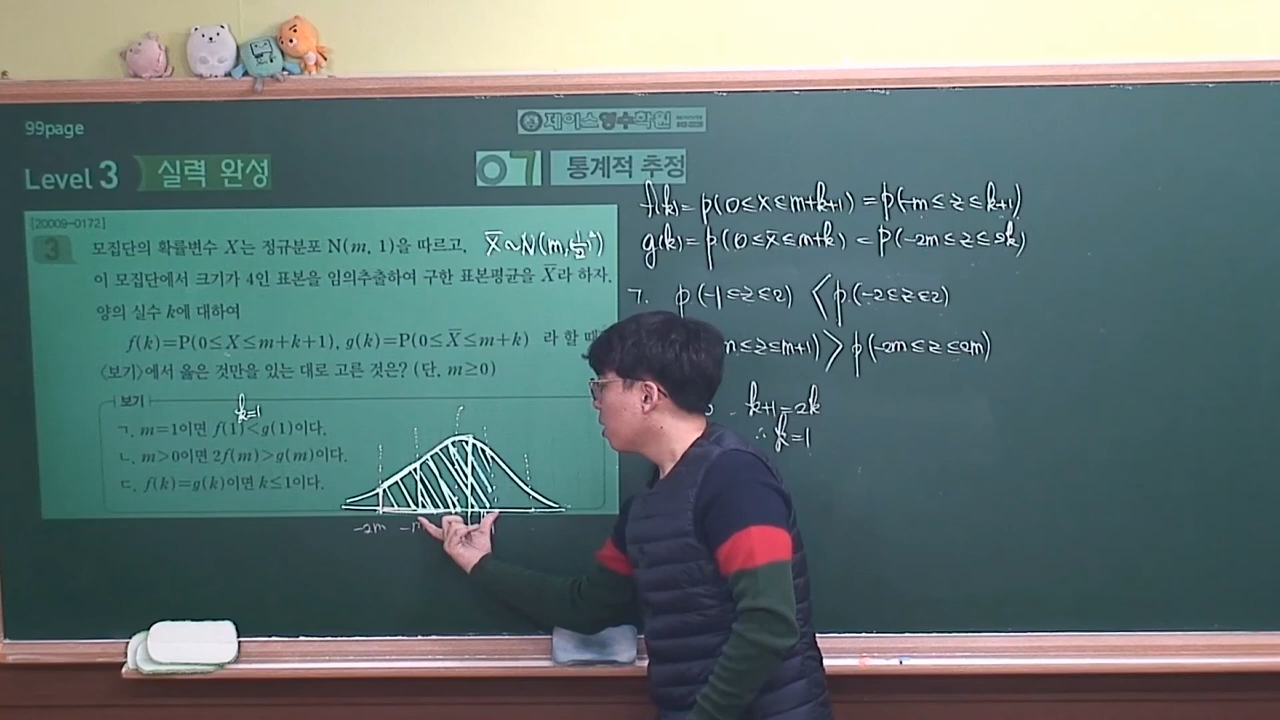 99page
제이스영수학원
Level 3 실력 완성
07 통계적 추정
[20009-0172]
3 모집단의 확률변수 X는 정규분포 N(m, 1)을 따르고, X̄~N(m,(1/2)²)
이 모집단에서 크기가 4인 표본을 임의추출하여 구한 표본평균을 X̄라 하자.
양의 실수 k에 대하여
f(k)=P(0≤X≤m+k+1), g(k)=P(0≤X̄≤m+k) 라 할 때
〈보기〉에서 옳은 것만을 있는 대로 고른 것은? (단, m≥0)
보기
k=1
ㄱ. m=1이면 f(1)<g(1)이다.
ㄴ. m>0이면 2f(m)>g(m)이다.
ㄷ. f(k)=g(k)이면 k≤1이다.
-2m
f(k)=P(0≤X≤m+k+1)=P(-m≤Z≤k+1)
g(k)=P(0≤X̄≤m+k)=P(-2m≤Z≤2k)
ㄱ. P(-1≤Z≤2)<P(-2≤Z≤2)
m≤Z≤m+1)>P(-2m≤Z≤2m)
k+1=2k
∴k=1